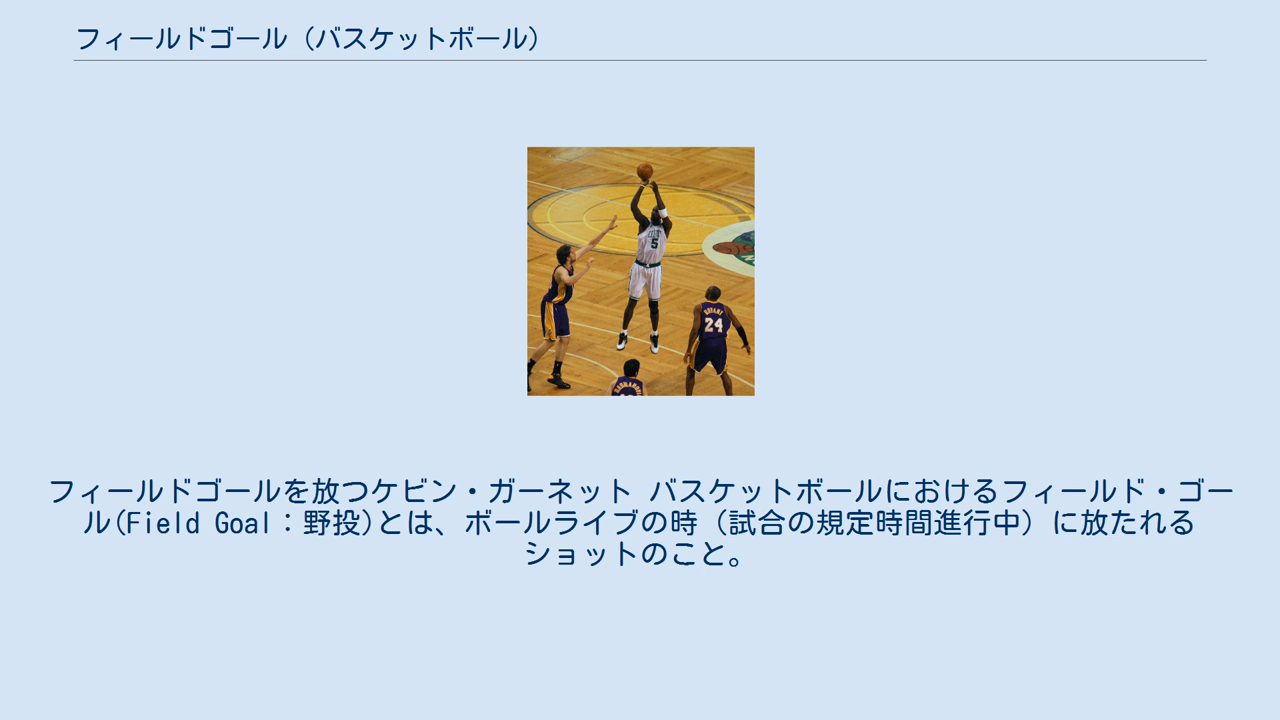 フィールドゴール（バスケットボール）
5
BRYANT
24
フィールドゴールを放つケビン・ガーネット バスケットボールにおけるフィールド・ゴー
ル(Field Goal：野投)とは、ボールライブの時（試合の規定時間進行中）に放たれる
ショットのこと。